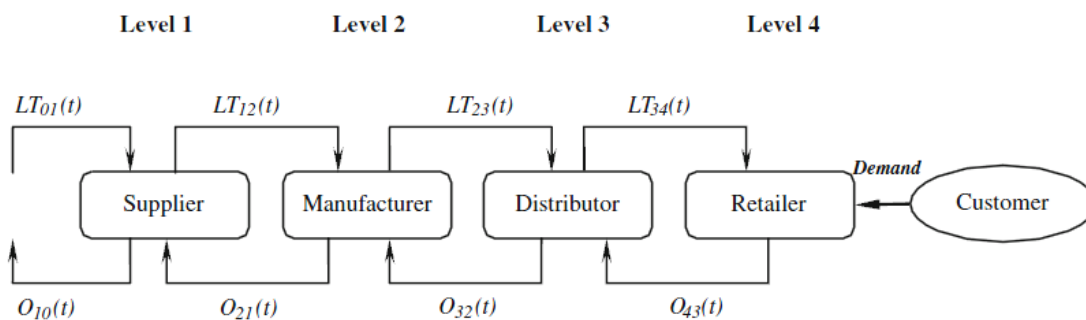 Level 1 Level 2 Level 3 Level 4
LT01(t) LT12(t) LT23(t) LT34(t)
Demand
Supplier Manufacturer Distributor Retailer Customer
O10(t) O21(t) O32(t) O43(t)